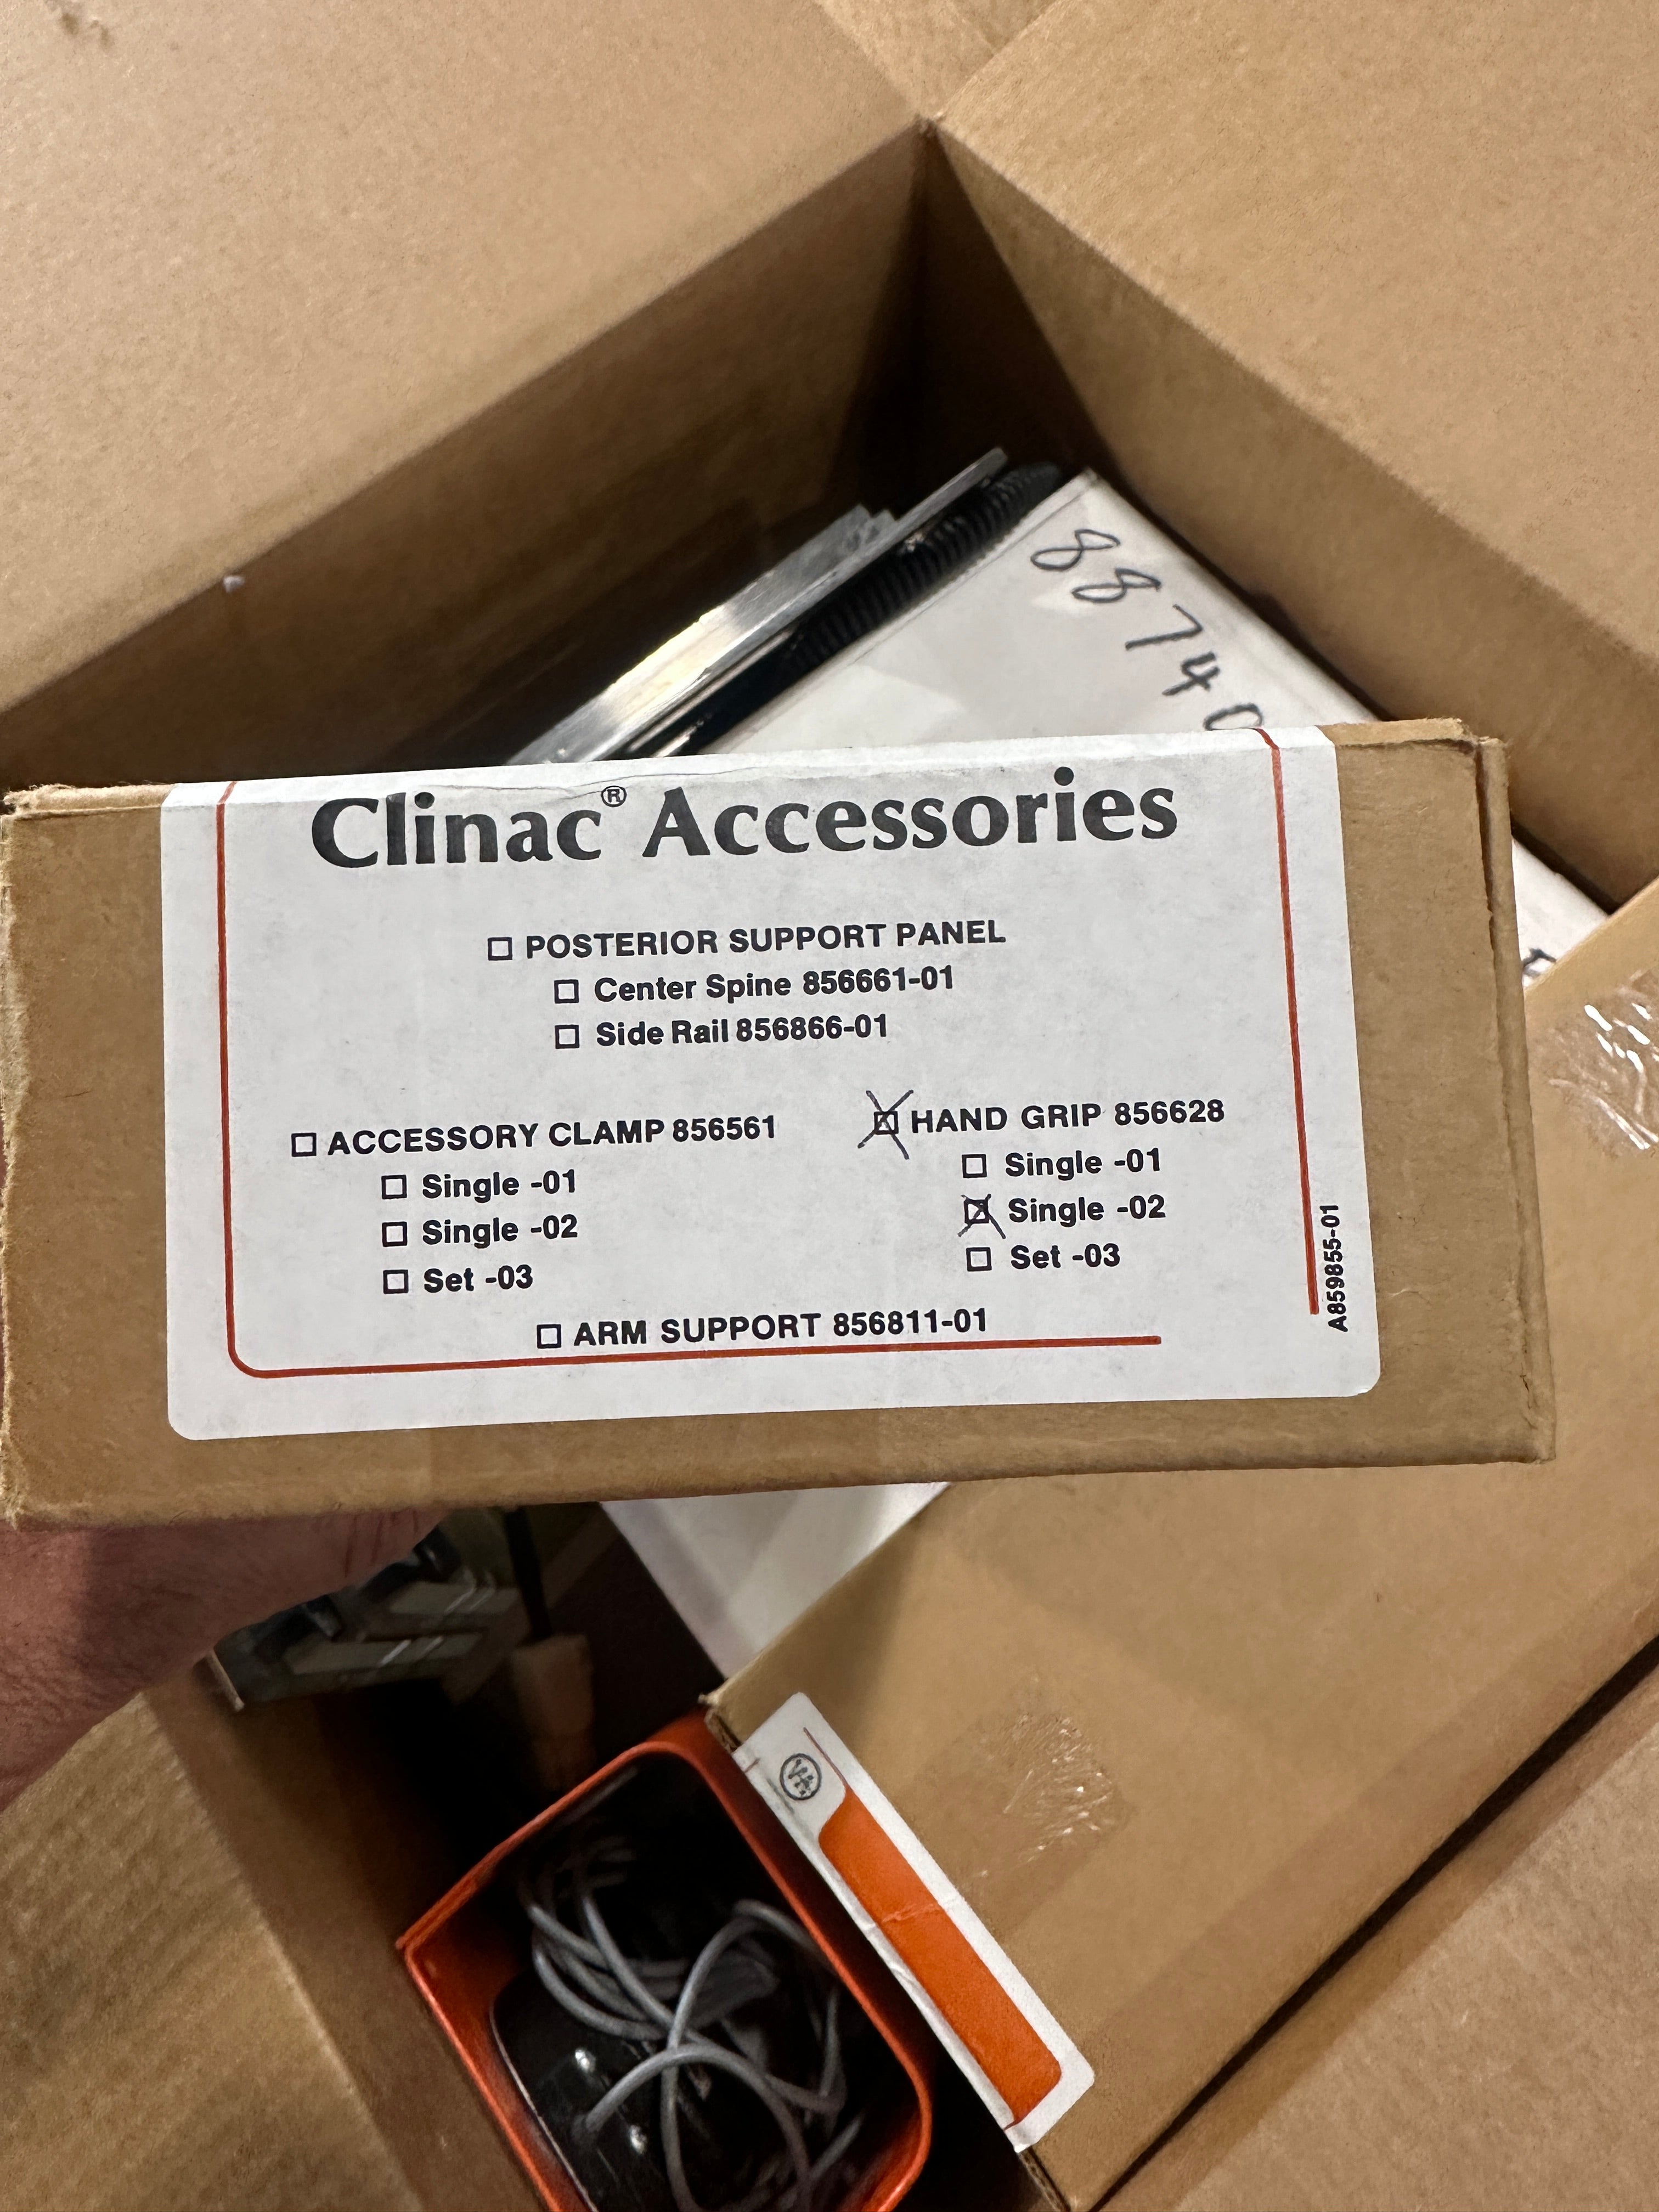 88740
Clinac® Accessories
☐ POSTERIOR SUPPORT PANEL
☐ Center Spine 856661-01
☐ Side Rail 856866-01
☐ ACCESSORY CLAMP 856561
☐ Single -01
☐ Single -02
☐ Set -03
☒ HAND GRIP 856628
☐ Single -01
☒ Single -02
☐ Set -03
☐ ARM SUPPORT 856811-01
A859855-01